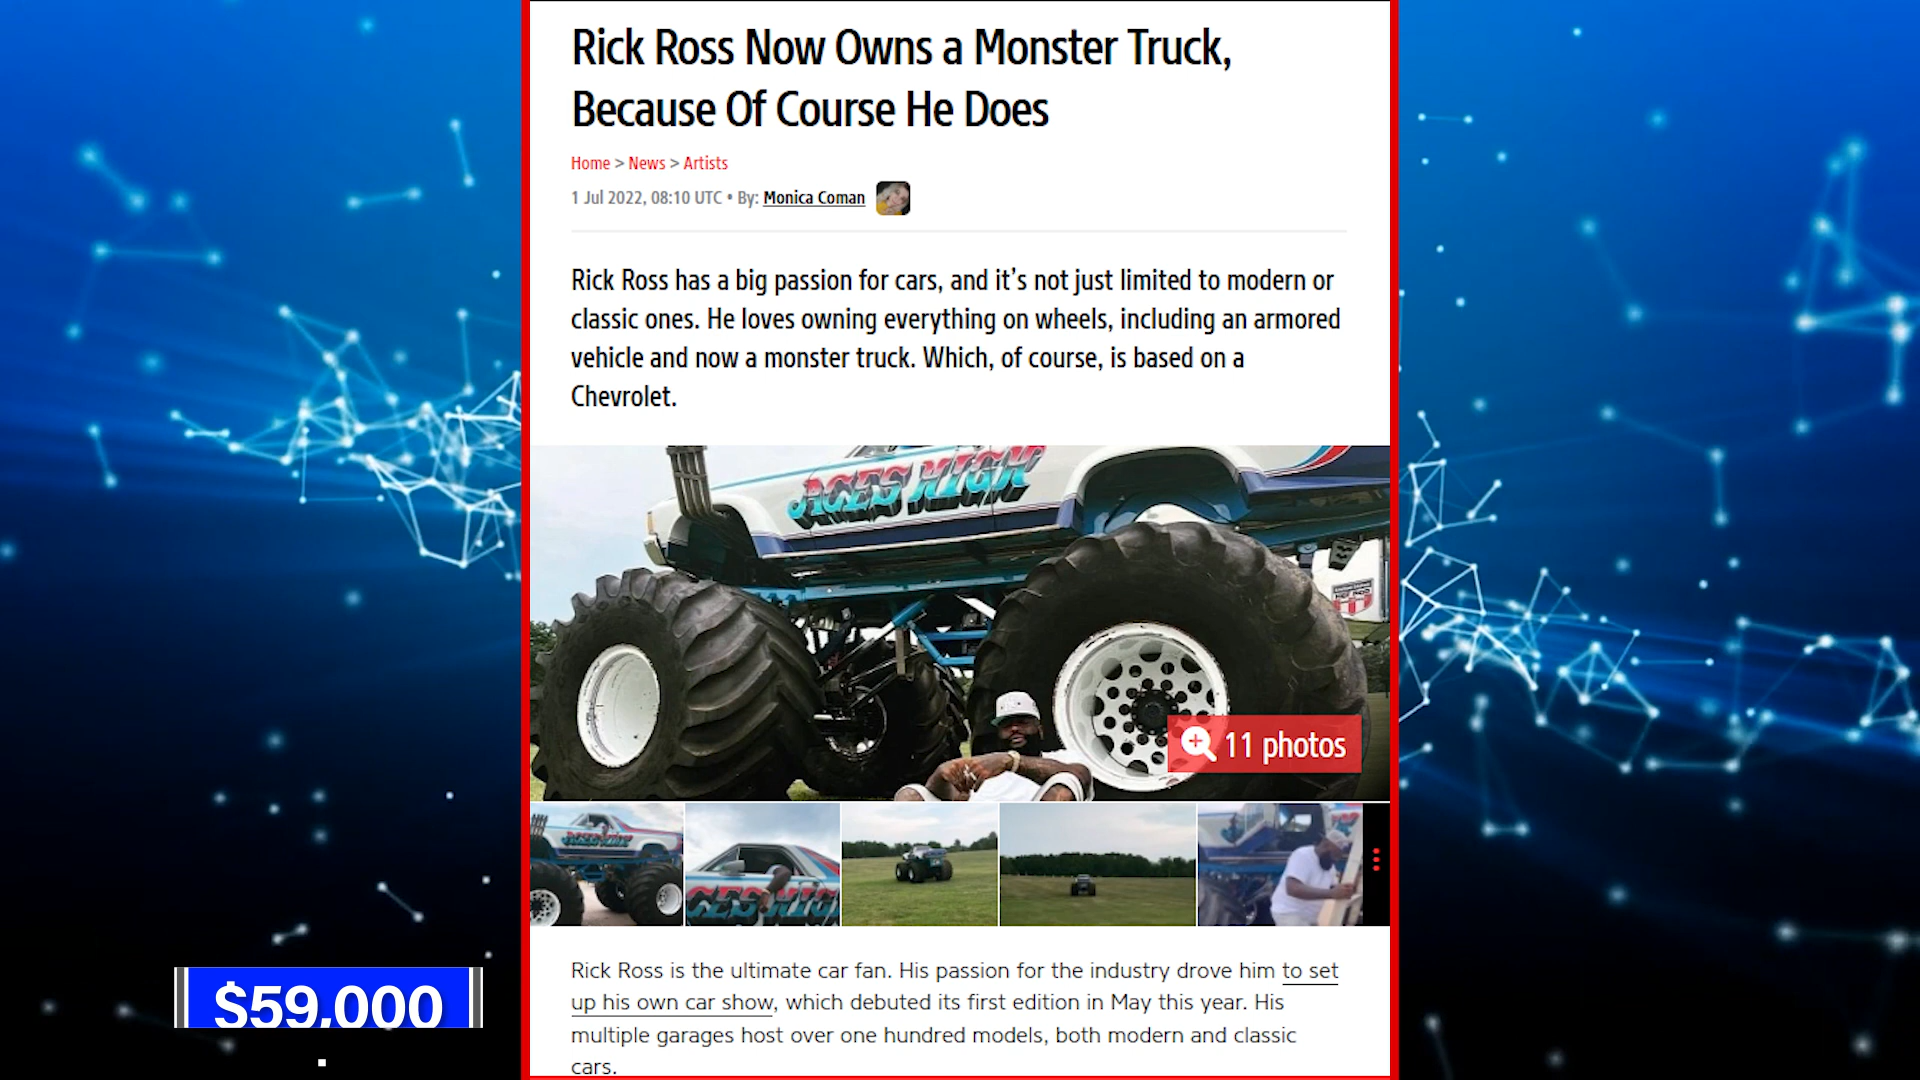 Rick Ross Now Owns a Monster Truck,
Because Of Course He Does
Home > News > Artists
1 Jul 2022, 08:10 UTC • By: Monica Coman
Rick Ross has a big passion for cars, and it’s not just limited to modern or
classic ones. He loves owning everything on wheels, including an armored
vehicle and now a monster truck. Which, of course, is based on a
Chevrolet.
ACES HIGH
11 photos
ACES HIGH
CES HIG
Rick Ross is the ultimate car fan. His passion for the industry drove him to set
up his own car show, which debuted its first edition in May this year. His
multiple garages host over one hundred models, both modern and classic
cars.
$59,000